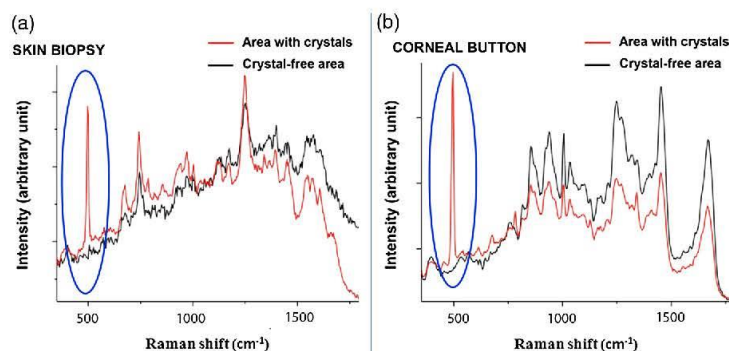 (a)
SKIN BIOPSY
Area with crystals
Crystal-free area
Intensity (arbitrary unit)
500
1000
1500
Raman shift (cm⁻¹)
(b)
CORNEAL BUTTON
Area with crystals
Crystal-free area
Intensity (arbitrary unit)
500
1000
1500
Raman shift (cm⁻¹)